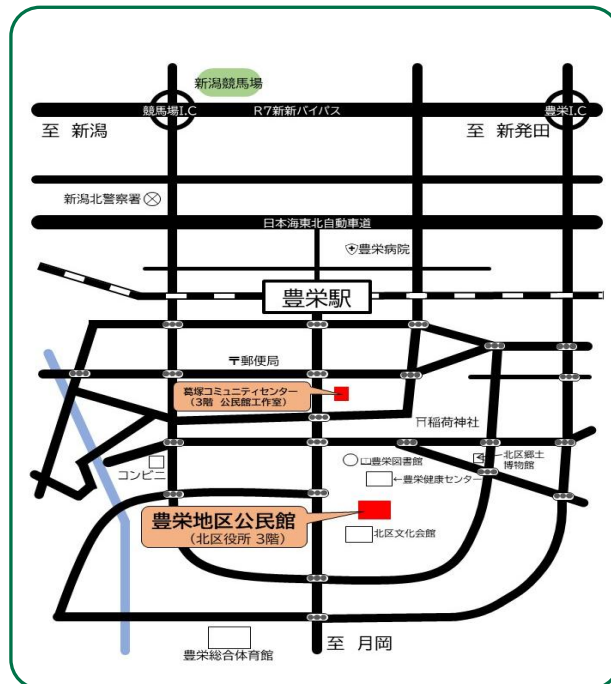 新潟競馬場
競馬場I.C
R7新新バイパス
豊栄I.C
至 新潟
至 新発田
新潟北警察署
日本海東北自動車道
豊栄病院
豊栄駅
〒郵便局
葛塚コミュニティセンター
(3階 公民館工作室)
稲荷神社
コンビニ
豊栄図書館
←豊栄健康センター
北区郷土
博物館
豊栄地区公民館
(北区役所 3階)
北区文化会館
至 月岡
豊栄総合体育館